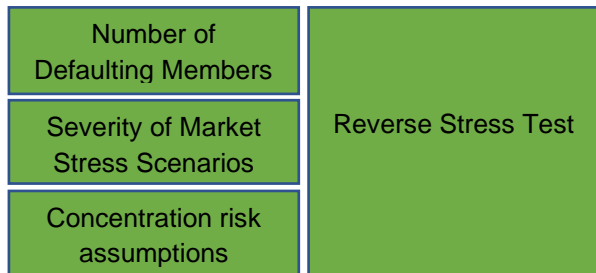 Number of
Defaulting Members
Severity of Market
Stress Scenarios
Concentration risk
assumptions
Reverse Stress Test